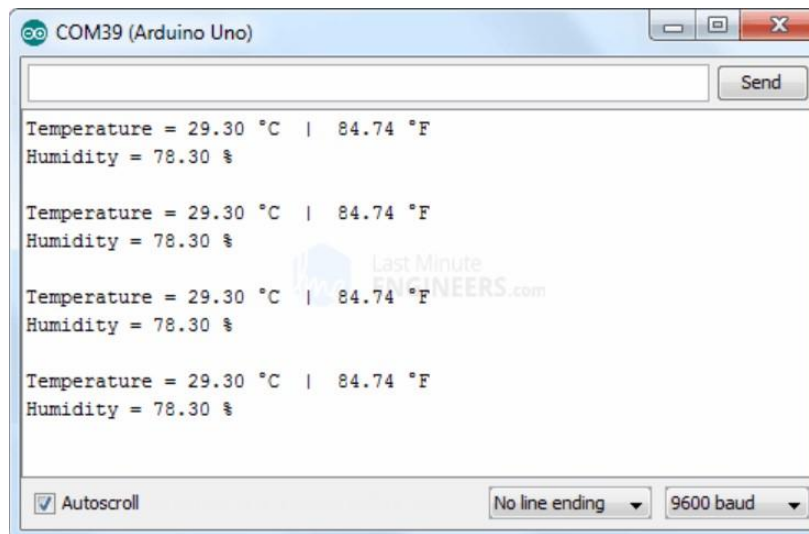 COM39 (Arduino Uno)
Send
Temperature = 29.30 °C  |  84.74 °F
Humidity = 78.30 %
Temperature = 29.30 °C  |  84.74 °F
Humidity = 78.30 %
Last Minute
ENGINEERS.com
Temperature = 29.30 °C  |  84.74 °F
Humidity = 78.30 %
Temperature = 29.30 °C  |  84.74 °F
Humidity = 78.30 %
Autoscroll
No line ending
9600 baud